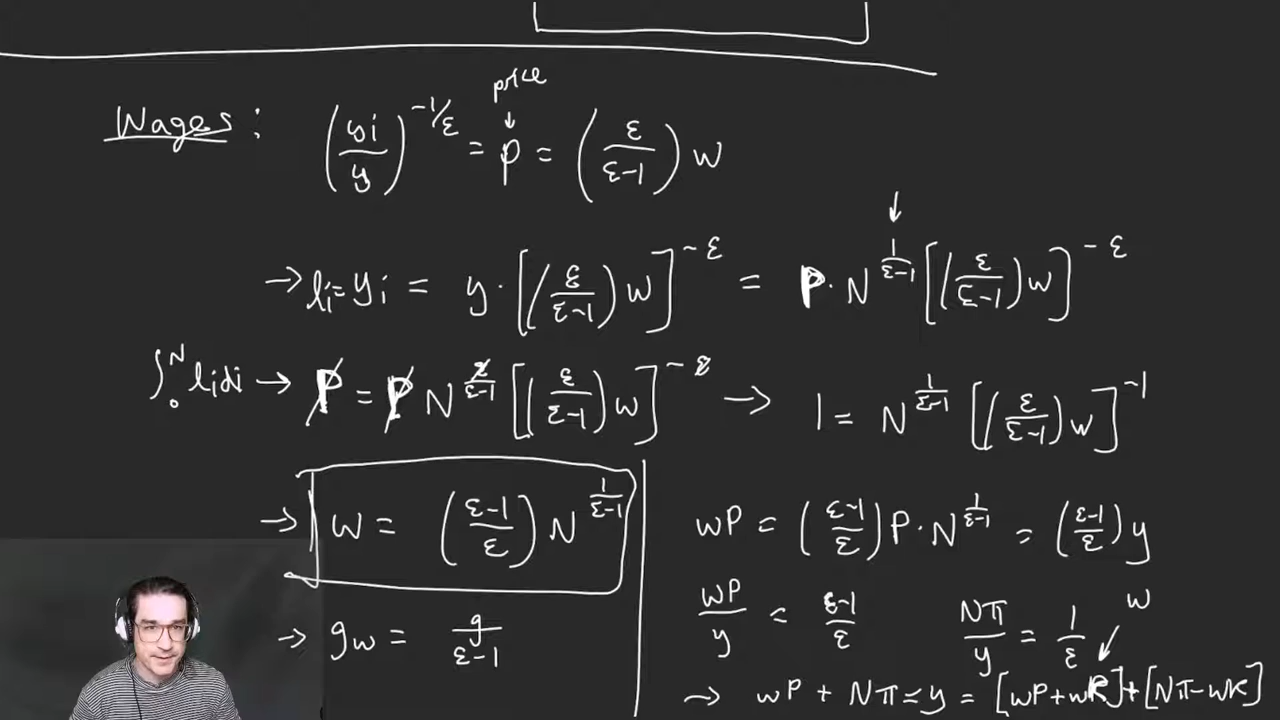 price
↓
Wages: (yi/y)^{-1/ε} = p = (ε/(ε-1)) w
↓
→ li = yi = y · [(ε/(ε-1)) w]^{-ε} = P · N^{1/(ε-1)} [(ε/(ε-1)) w]^{-ε}
∫₀^N li di → P = P N^{ε/(ε-1)} [(ε/(ε-1)) w]^{-ε} → 1 = N^{1/(ε-1)} [(ε/(ε-1)) w]^{-1}
→ w = ((ε-1)/ε) N^{1/(ε-1)}
→ gw = g/(ε-1)
wP = ((ε-1)/ε) P · N^{1/(ε-1)} = ((ε-1)/ε) y
wP/y = (ε-1)/ε
Nπ/y = 1/ε
w
→ wP + Nπ = y = [wP + wR] + [Nπ - wR]